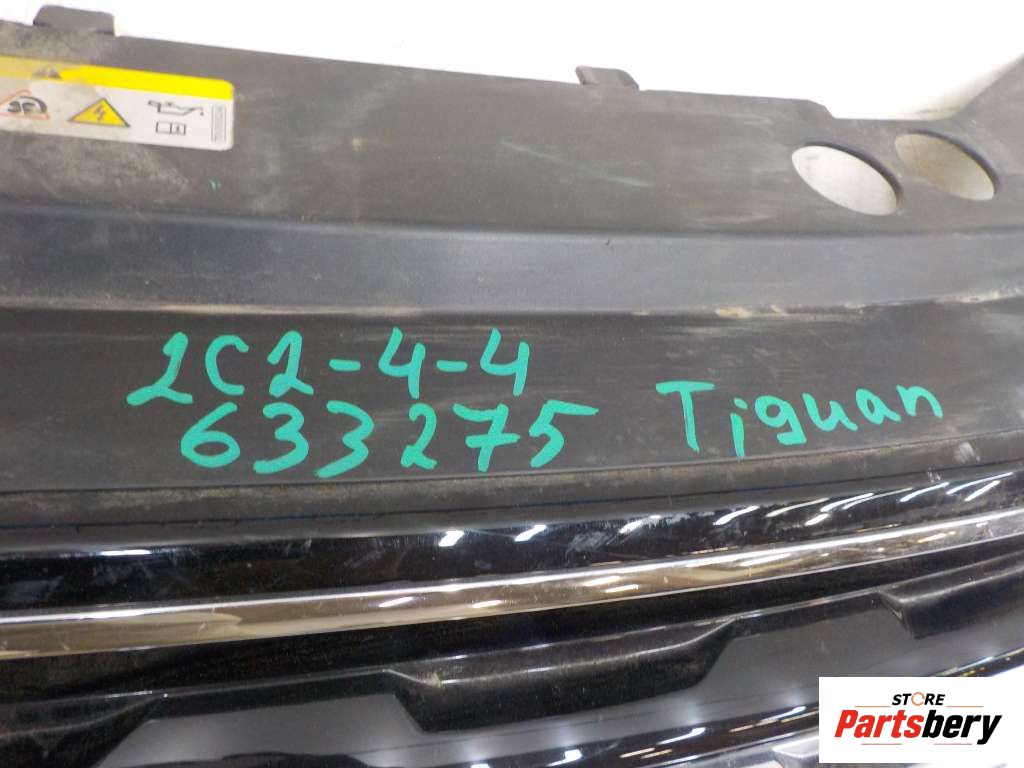 2C2-4-4
633275 Tiguan
STORE
Partsbery